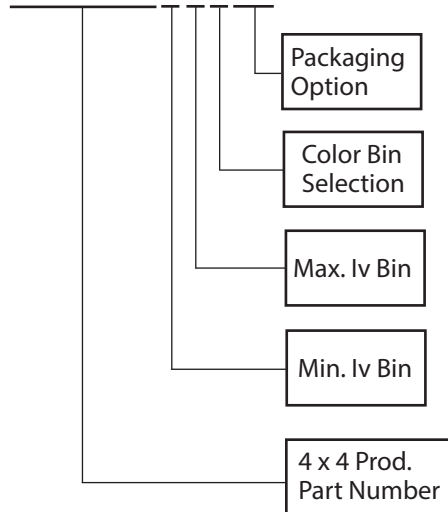 Packaging
Option
Color Bin
Selection
Max. Iv Bin
Min. Iv Bin
4 x 4 Prod.
Part Number